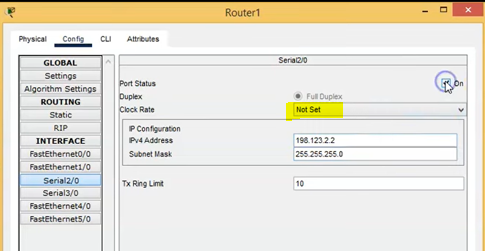 Router1
Physical Config CLI Attributes
GLOBAL
Settings
Algorithm Settings
ROUTING
Static
RIP
INTERFACE
FastEthernet0/0
FastEthernet1/0
Serial2/0
Serial3/0
FastEthernet4/0
FastEthernet5/0
Serial2/0
Port Status On
Duplex Full Duplex
Clock Rate Not Set
IP Configuration
IPv4 Address 198.123.2.2
Subnet Mask 255.255.255.0
Tx Ring Limit 10